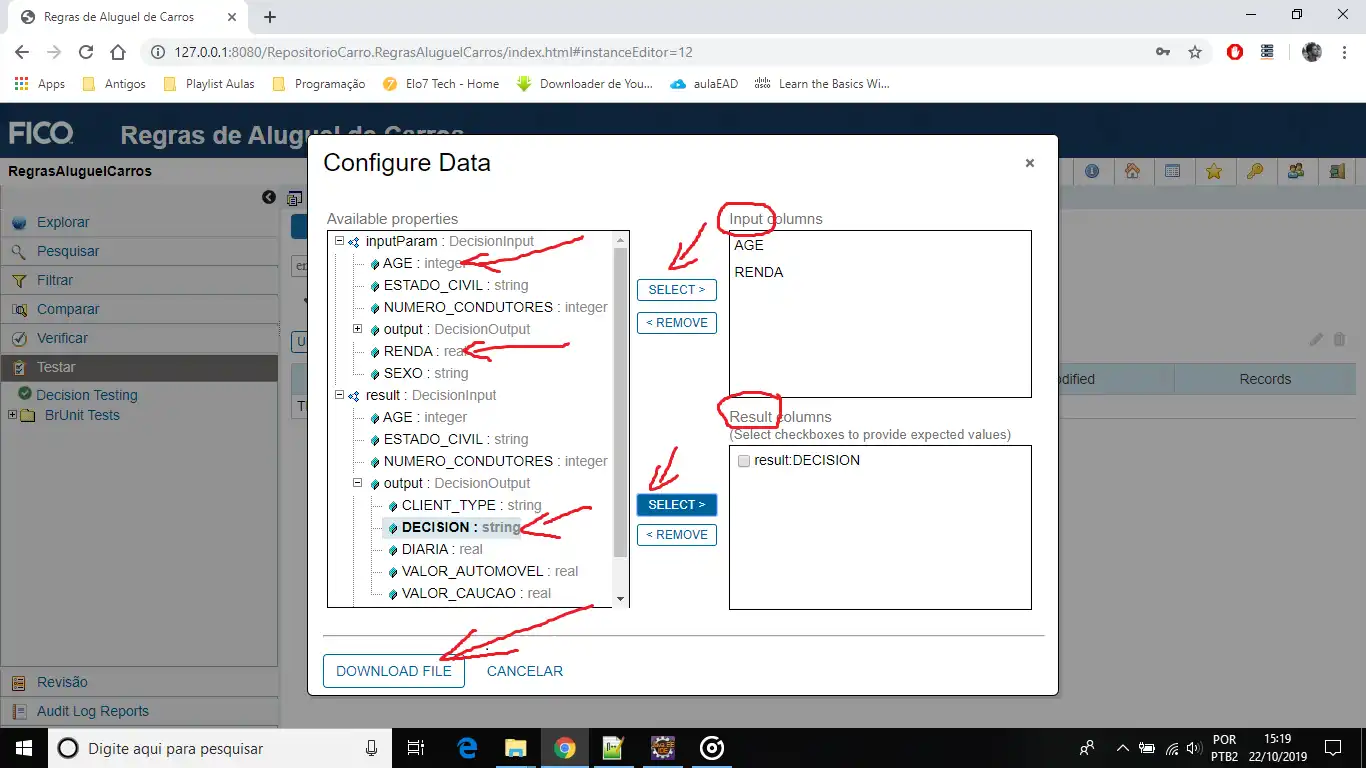 Regras de Aluguel de Carros
127.0.0.1:8080/RepositorioCarro.RegrasAluguelCarros/index.html#instanceEditor=12
Apps Antigos Playlist Aulas Programação Elo7 Tech - Home Downloader de You... aulaEAD Learn the Basics Wi...
FICO Regras de Aluguel de Carros
RegrasAluguelCarros
Explorar
Pesquisar
Filtrar
Comparar
Verificar
Testar
Decision Testing
BrUnit Tests
Revisão
Audit Log Reports
Configure Data
Available properties
inputParam : DecisionInput
AGE : integer
ESTADO_CIVIL : string
NUMERO_CONDUTORES : integer
output : DecisionOutput
RENDA : real
SEXO : string
result : DecisionInput
AGE : integer
ESTADO_CIVIL : string
NUMERO_CONDUTORES : integer
output : DecisionOutput
CLIENT_TYPE : string
DECISION : string
DIARIA : real
VALOR_AUTOMOVEL : real
VALOR_CAUCAO : real
SELECT >
< REMOVE
SELECT >
< REMOVE
Input columns
AGE
RENDA
Result columns
(Select checkboxes to provide expected values)
result:DECISION
DOWNLOAD FILE CANCELAR
Records
Digite aqui para pesquisar
POR 15:19
PTB2 22/10/2019